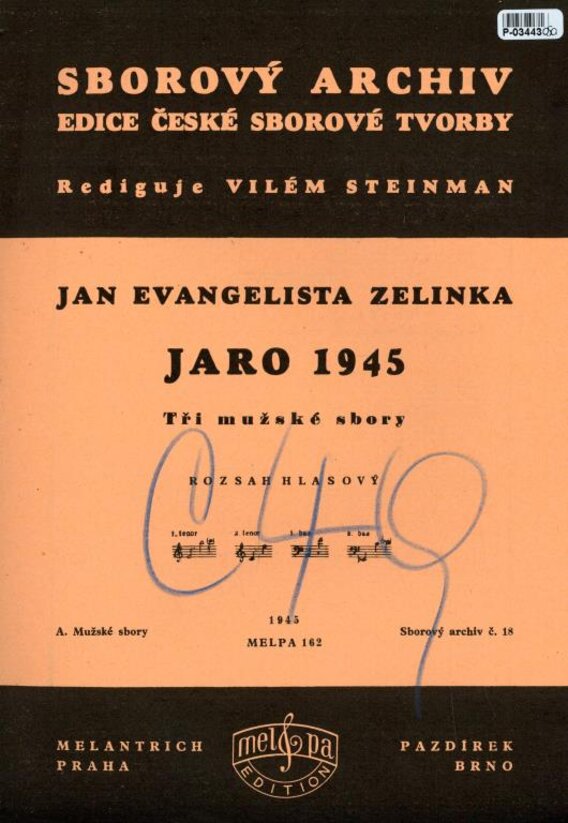 P-03443
SBOROVÝ ARCHIV
EDICE ČESKÉ SBOROVÉ TVORBY
Rediguje VILÉM STEINMAN
JAN EVANGELISTA ZELINKA
JARO 1945
Tři mužské sbory
ROZSAH HLASOVÝ
1. tenor 2. tenor 1. bas 2. bas
C49
1945
A. Mužské sbory MELPA 162 Sborový archiv č. 18
MELANTRICH
PRAHA
mel pa
EDITION
PAZDÍREK
BRNO